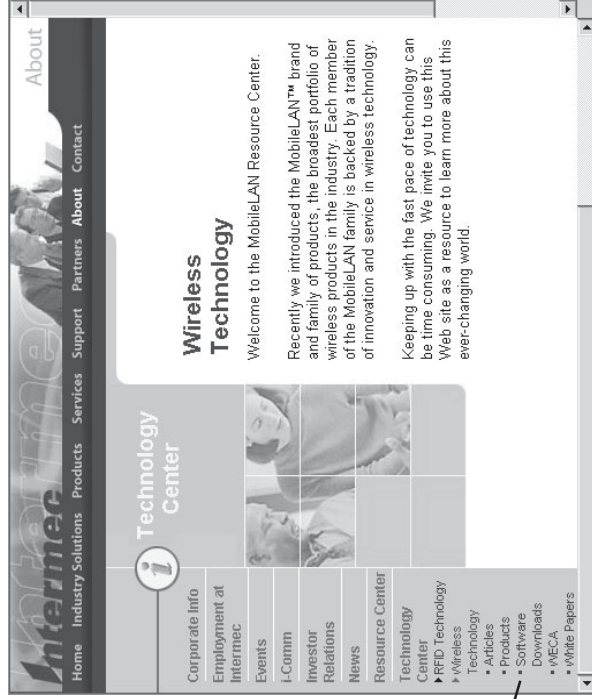 Intermec
About
Home Industry Solutions Products Services Support Partners About Contact
Technology
Center
Corporate Info
Employment at
Intermec
Events
i-Comm
Investor
Relations
News
Resource Center
Technology
Center
RFID Technology
Wireless
Technology
Articles
Products
Software
Downloads
WECA
White Papers
Wireless
Technology
Welcome to the MobileLAN Resource Center.
Recently we introduced the MobileLAN™ brand
and family of products, the broadest portfolio of
wireless products in the industry. Each member
of the MobileLAN family is backed by a tradition
of innovation and service in wireless technology.
Keeping up with the fast pace of technology can
be time consuming. We invite you to use this
Web site as a resource to learn more about this
ever-changing world.